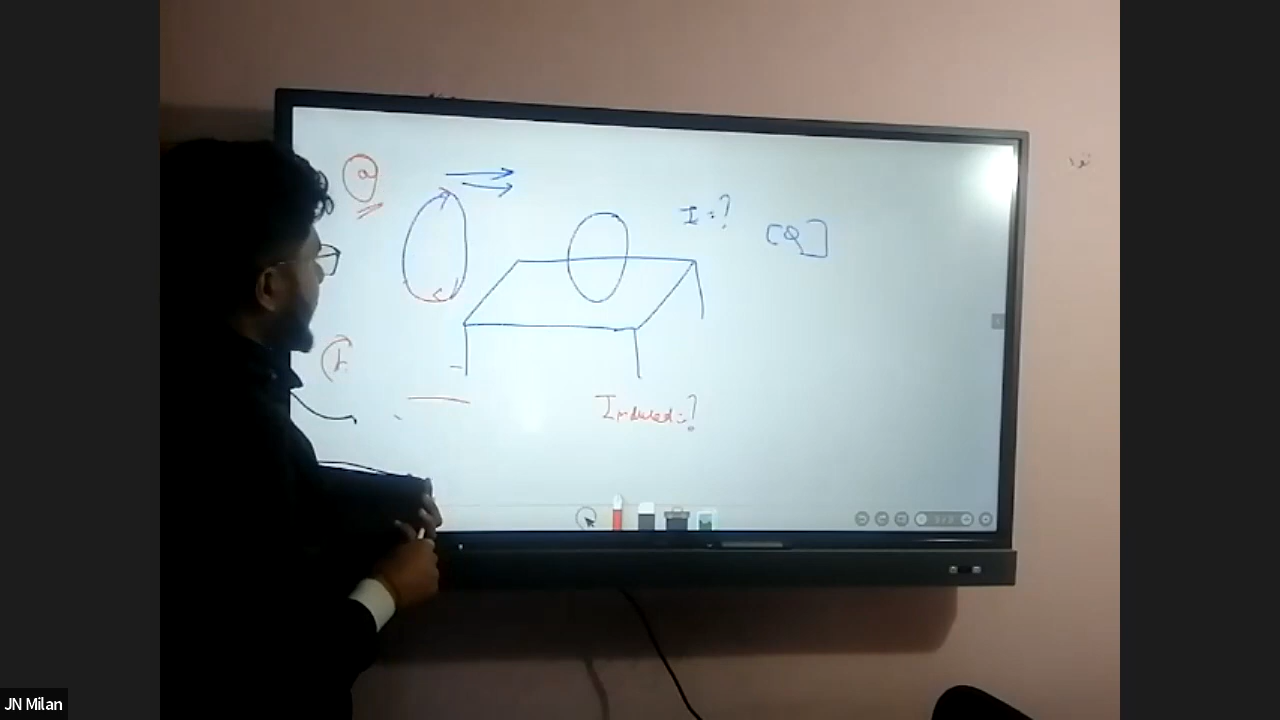 a
I = ?
[Q]
Induced = ?
JN Milan